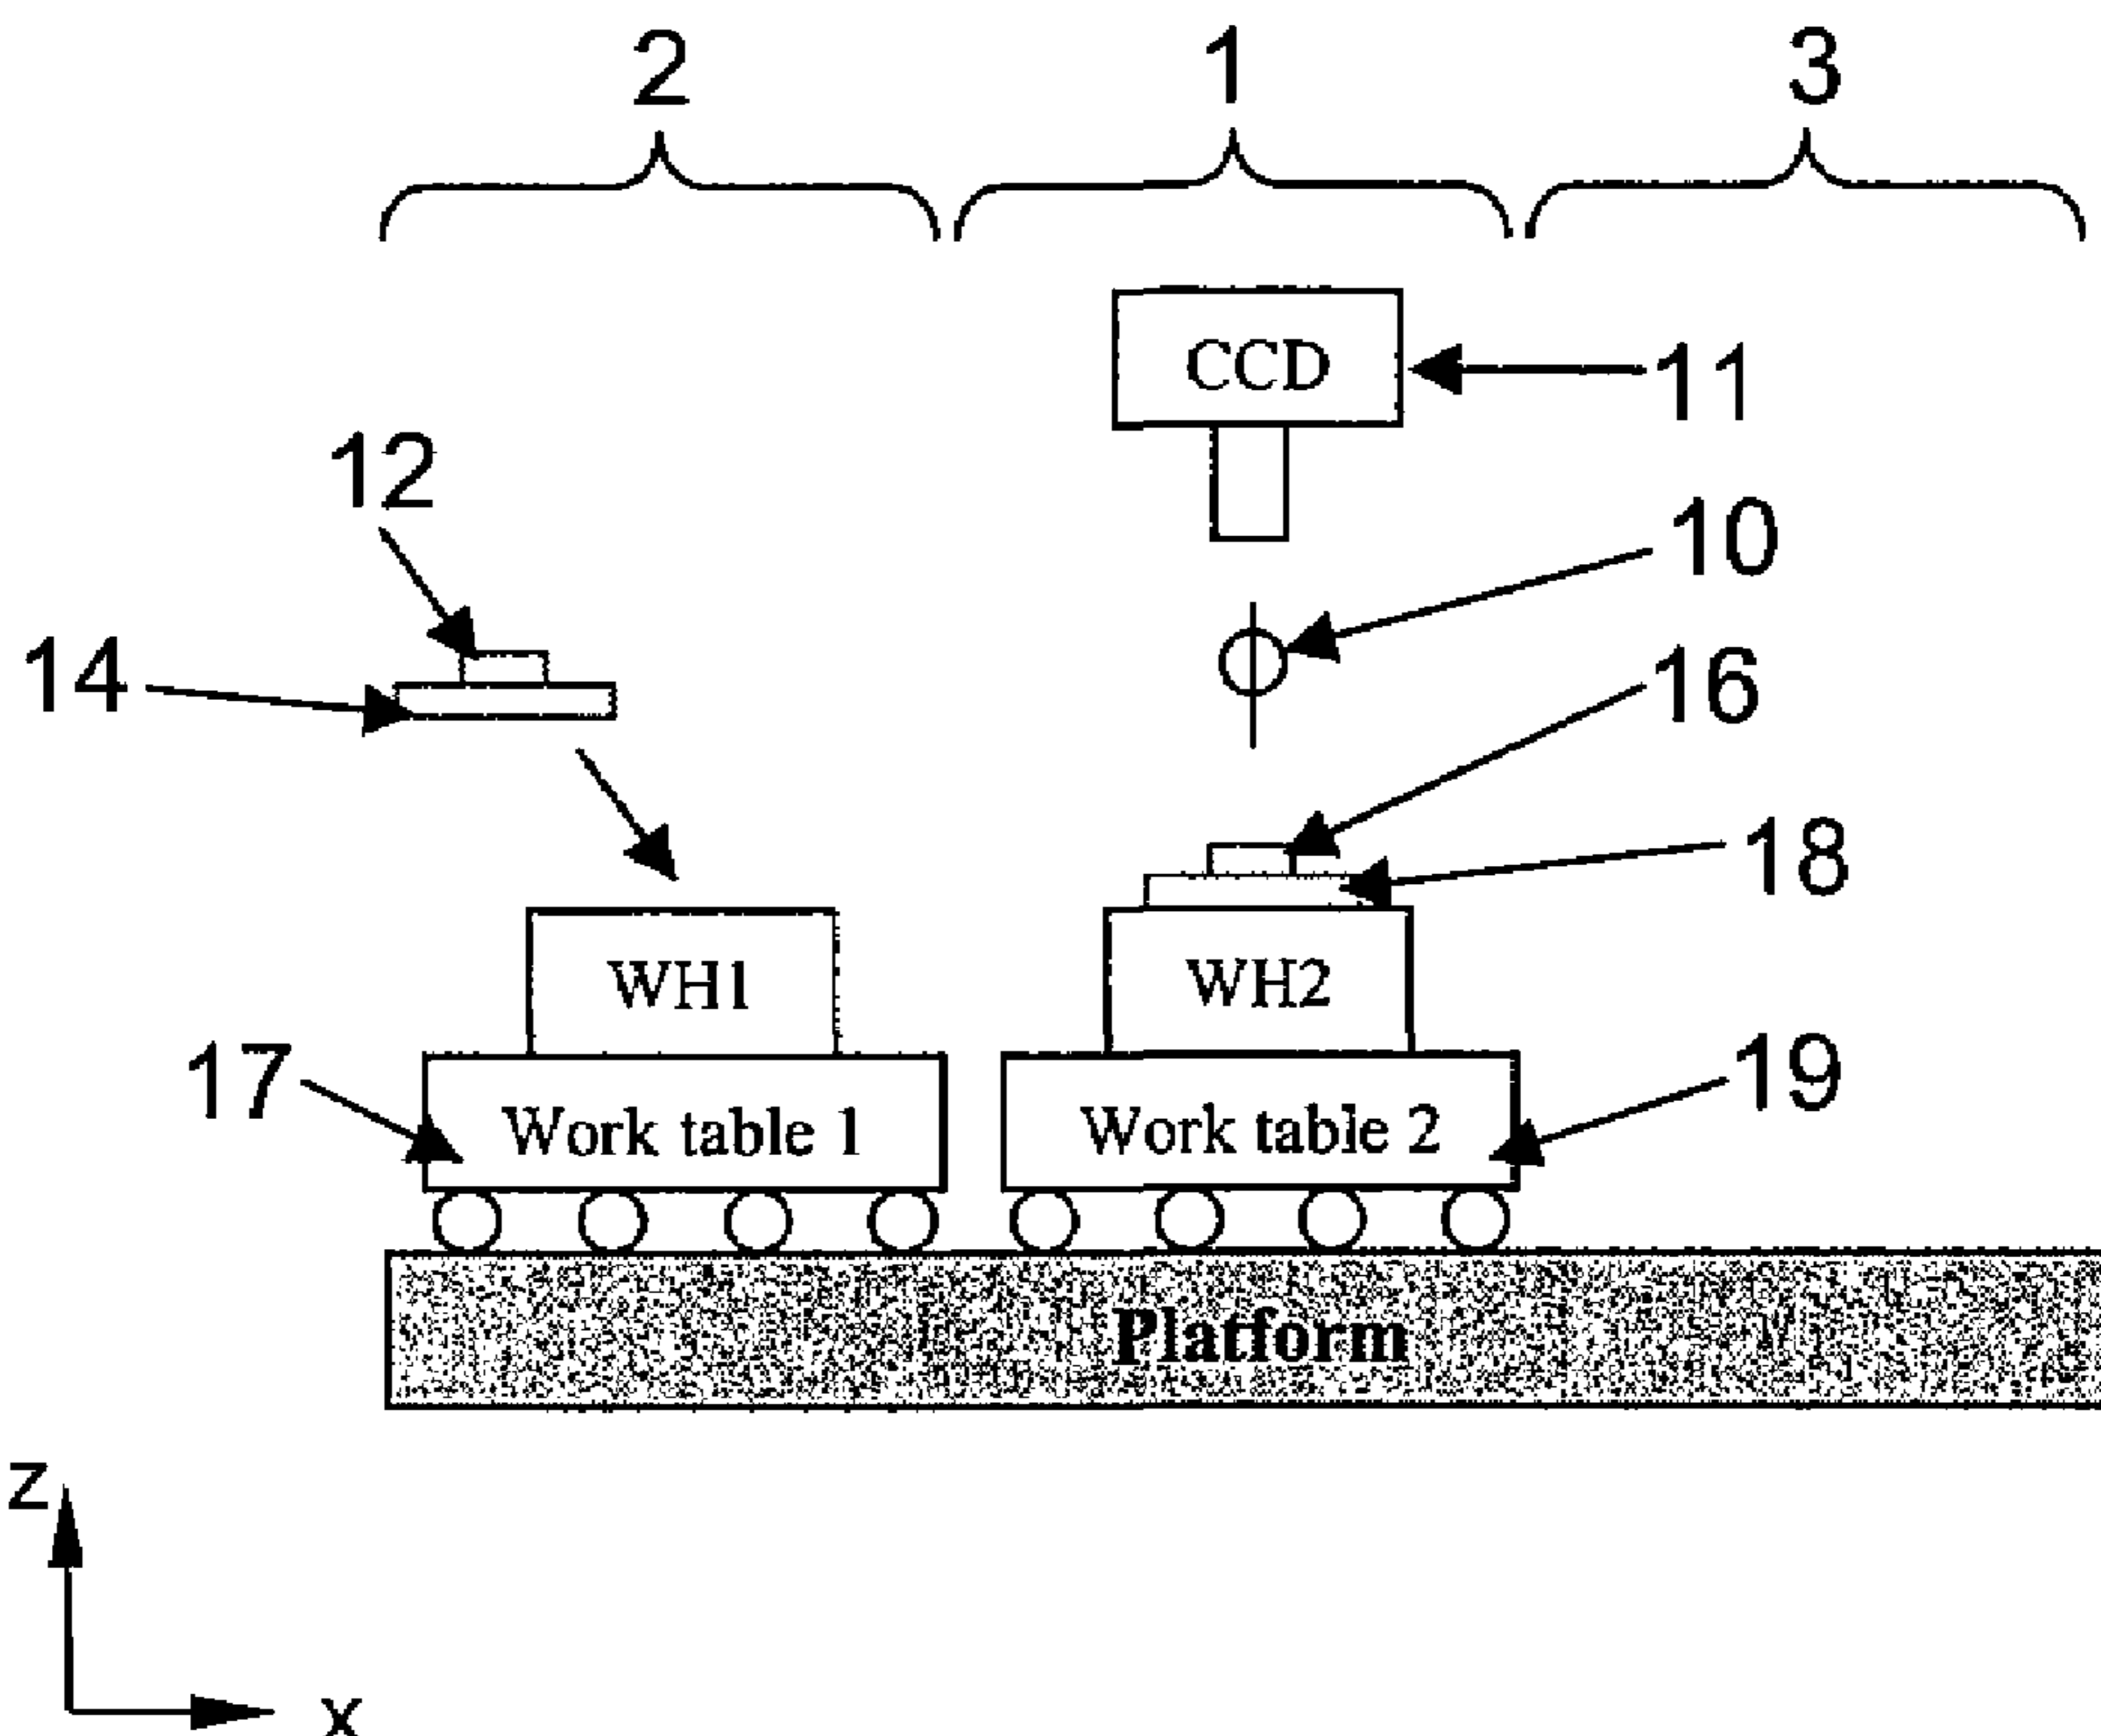 2 1 3
CCD
11
12
10
14
16
18
WH1 WH2
17
19
Work table 1 Work table 2
Platform
z
x